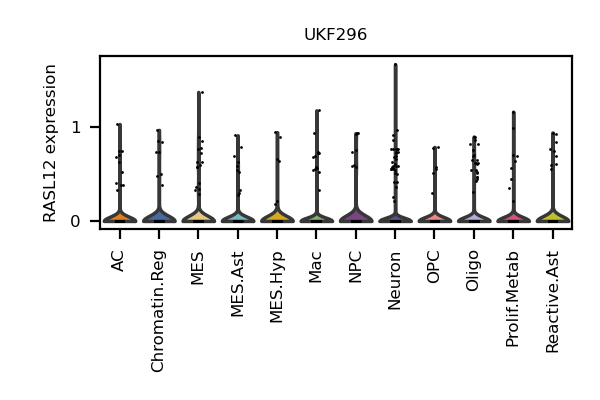 UKF296
RASL12 expression
1
0
AC
Chromatin.Reg
MES
MES.Ast
MES.Hyp
Mac
NPC
Neuron
OPC
Oligo
Prolif.Metab
Reactive.Ast